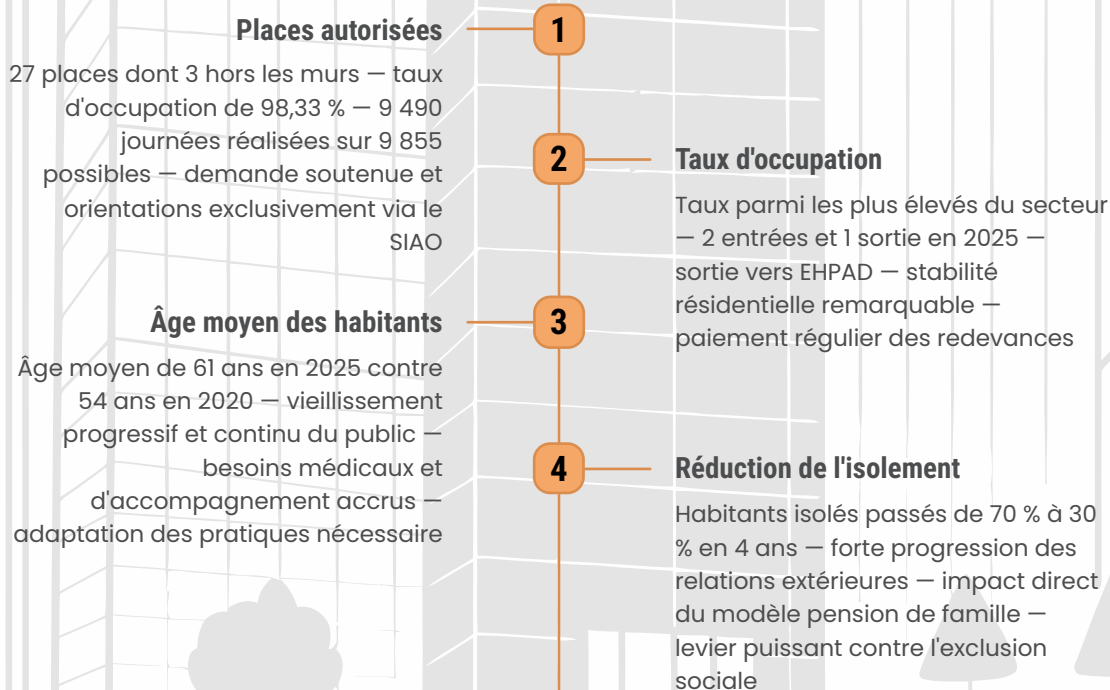 Places autorisées
1
27 places dont 3 hors les murs — taux
d'occupation de 98,33 % — 9 490
journées réalisées sur 9 855
possibles — demande soutenue et
orientations exclusivement via le
SIAO
2
Taux d'occupation
Taux parmi les plus élevés du secteur
— 2 entrées et 1 sortie en 2025 —
sortie vers EHPAD — stabilité
résidentielle remarquable —
paiement régulier des redevances
Âge moyen des habitants
3
Âge moyen de 61 ans en 2025 contre
54 ans en 2020 — vieillissement
progressif et continu du public —
besoins médicaux et
d'accompagnement accrus —
adaptation des pratiques nécessaire
4
Réduction de l'isolement
Habitants isolés passés de 70 % à 30
% en 4 ans — forte progression des
relations extérieures — impact direct
du modèle pension de famille —
levier puissant contre l'exclusion
sociale